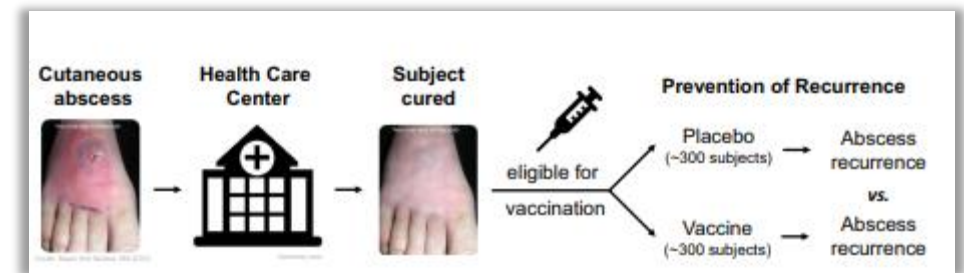 Cutaneous
abscess
Health Care
Center
Subject
cured
eligible for
vaccination
Prevention of Recurrence
Placebo
(~300 subjects)
Abscess
recurrence
vs.
Vaccine
(~300 subjects)
Abscess
recurrence